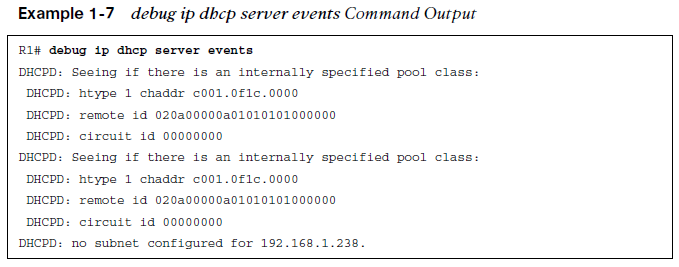 Example 1-7 debug ip dhcp server events Command Output
R1# debug ip dhcp server events
DHCPD: Seeing if there is an internally specified pool class:
DHCPD: htype 1 chaddr c001.0f1c.0000
DHCPD: remote id 020a00000a01010101000000
DHCPD: circuit id 00000000
DHCPD: Seeing if there is an internally specified pool class:
DHCPD: htype 1 chaddr c001.0f1c.0000
DHCPD: remote id 020a00000a01010101000000
DHCPD: circuit id 00000000
DHCPD: no subnet configured for 192.168.1.238.